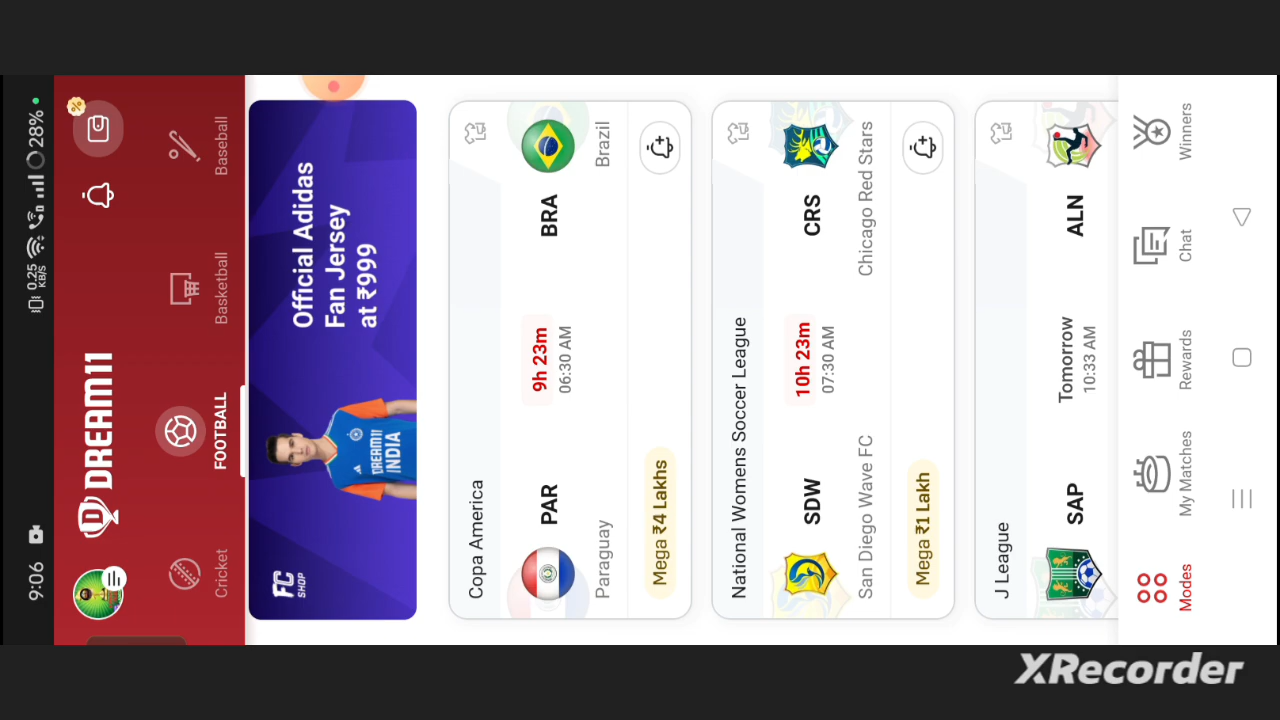 9:06
0.25 KB/S
28%
DREAM11
Cricket
FOOTBALL
Basketball
Baseball
FC SHOP
DREAM11
INDIA
Official Adidas
Fan Jersey
at ₹999
Copa America
PAR 9h 23m BRA
06:30 AM
Paraguay Brazil
Mega ₹4 Lakhs
National Womens Soccer League
SDW 10h 23m CRS
07:30 AM
San Diego Wave FC Chicago Red Stars
Mega ₹1 Lakh
J League
SAP Tomorrow ALN
10:33 AM
Modes
My Matches
Rewards
Chat
Winners
XRecorder